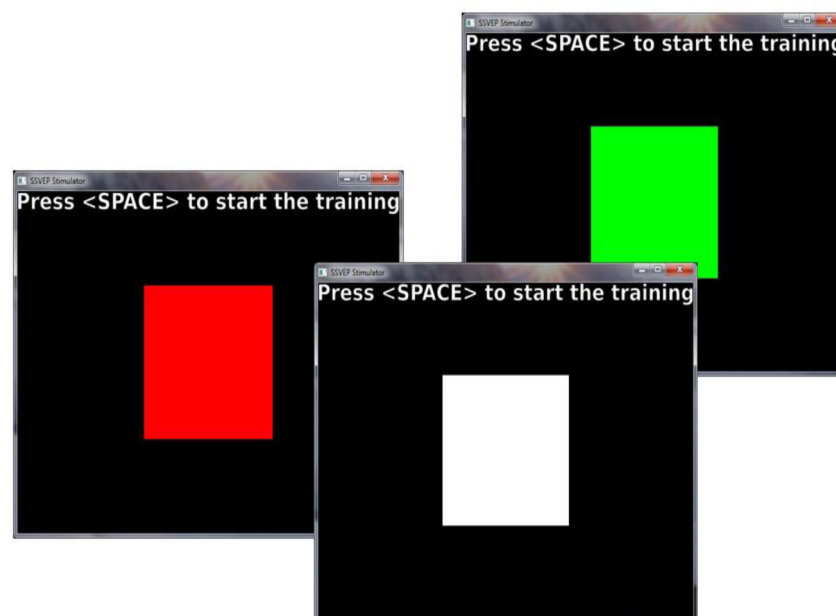 SSVEP Stimulator
Press <SPACE> to start the training
SSVEP Stimulator
Press <SPACE> to start the training
SSVEP Stimulator
Press <SPACE> to start the training